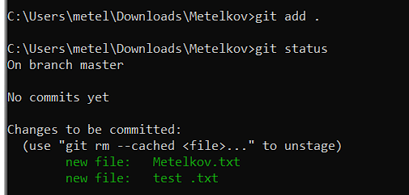 C:\Users\metel\Downloads\Metelkov>git add .
C:\Users\metel\Downloads\Metelkov>git status
On branch master
No commits yet
Changes to be committed:
  (use "git rm --cached <file>..." to unstage)
        new file:   Metelkov.txt
        new file:   test .txt